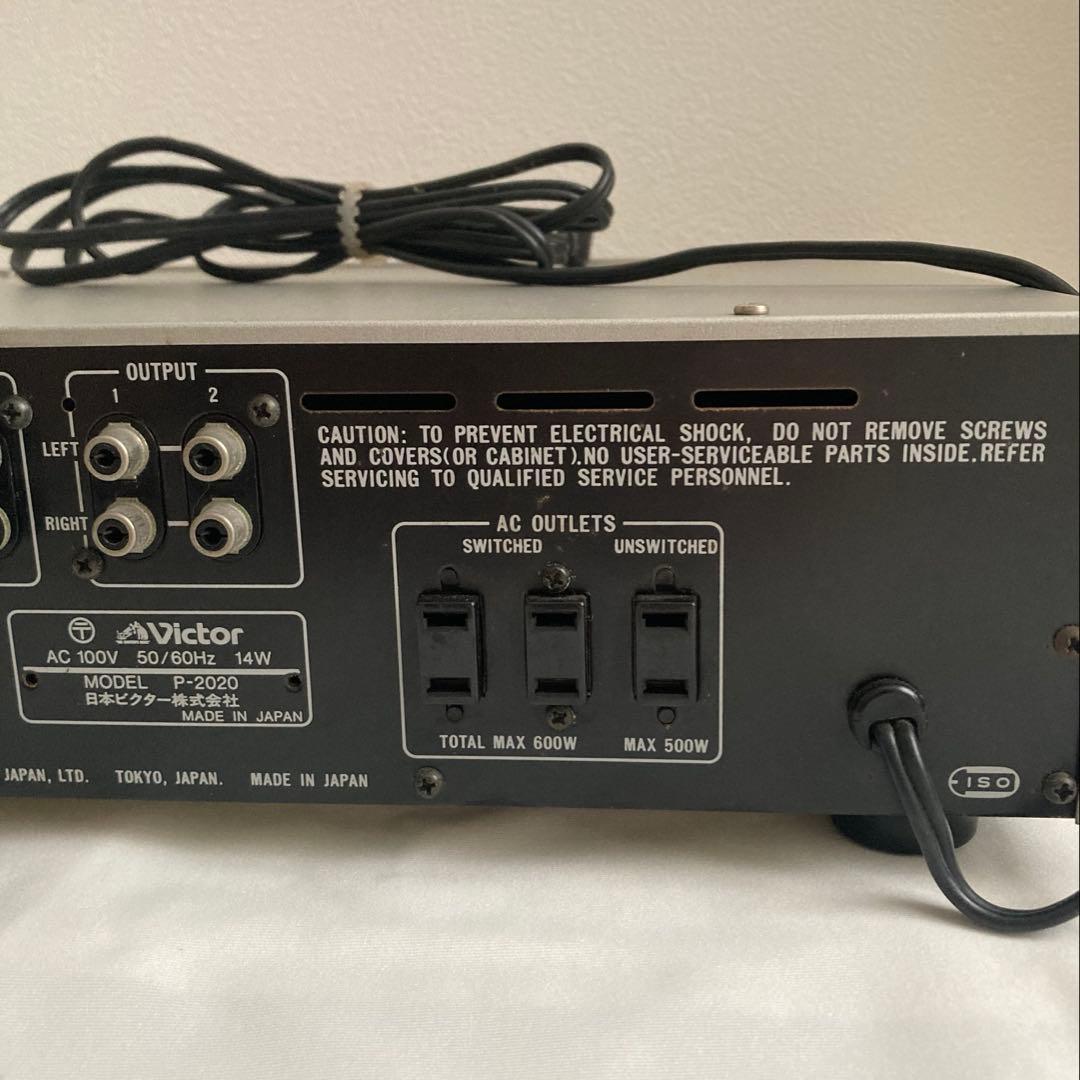 OUTPUT
1 2
LEFT
RIGHT
CAUTION: TO PREVENT ELECTRICAL SHOCK, DO NOT REMOVE SCREWS
AND COVERS(OR CABINET).NO USER-SERVICEABLE PARTS INSIDE.REFER
SERVICING TO QUALIFIED SERVICE PERSONNEL.
AC OUTLETS
SWITCHED UNSWITCHED
TOTAL MAX 600W MAX 500W
Victor
AC 100V 50/60Hz 14W
MODEL P-2020
日本ビクター株式会社
MADE IN JAPAN
JAPAN, LTD. TOKYO, JAPAN. MADE IN JAPAN
ISO